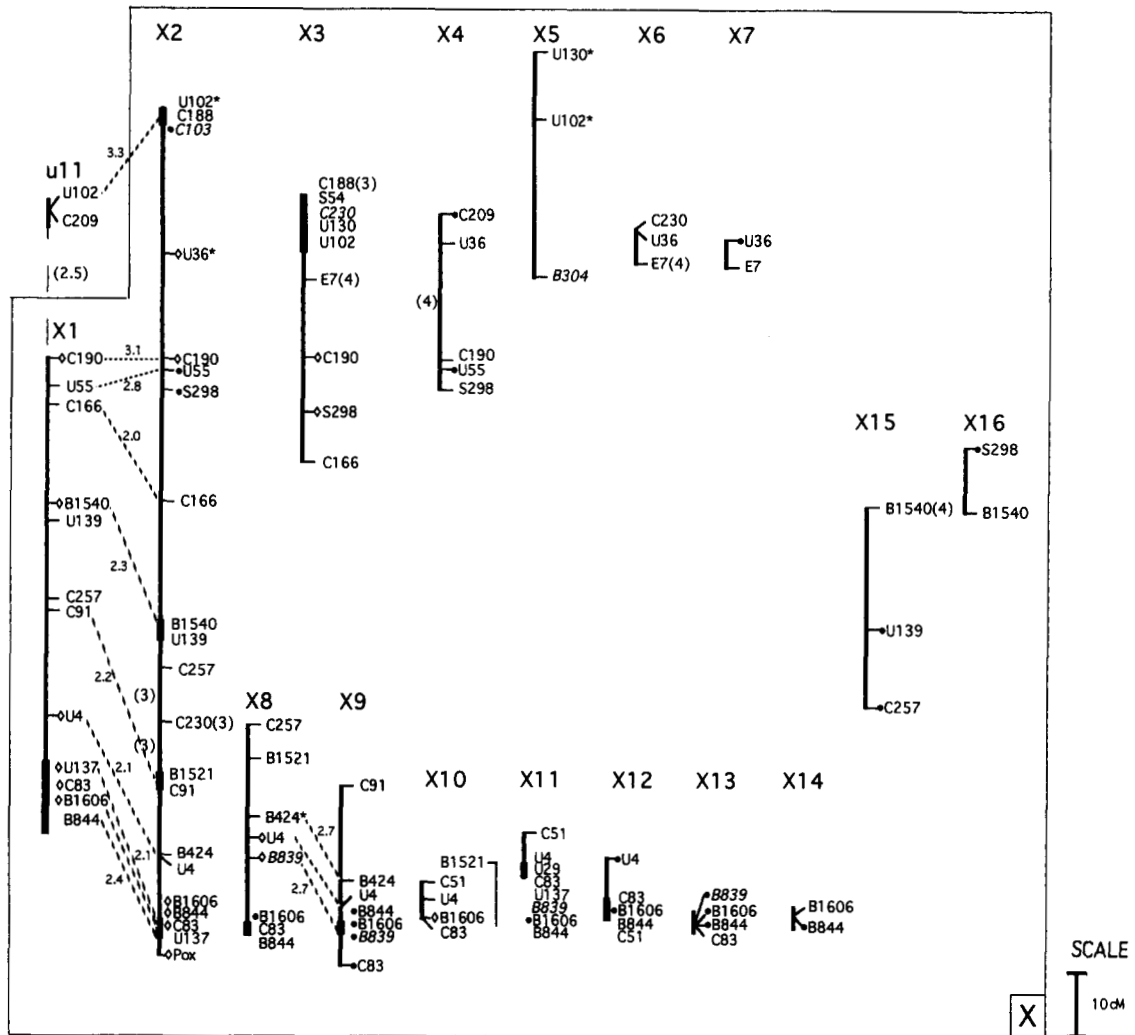 X2
X3
X4
X5
X6
X7
U130*
U102*
C188
C103
3.3
u11
U102
C209
(2.5)
U36*
X1
C190
3.1
C190
U55
2.8
U55
S298
C166
2.0
C166
B1540
U139
2.3
C257
C91
B1540
U139
2.2
C257
(3)
C230(3)
(3)
U4
2.1
B1521
C91
U137
C83
B1606
B844
2.1
2.4
B424
U4
B1606
B844
C83
U137
Pox
C188(3)
S54
C230
U130
U102
E7(4)
C190
S298
C166
C209
U36
(4)
C190
U55
S298
U102*
B304
C230
U36
E7(4)
U36
E7
X15
X16
S298
B1540(4)
B1540
U139
C257
X8
X9
C257
B1521
B424*
2.7
U4
B839
2.7
B1606
C83
B844
C91
B424
U4
B844
B1606
B839
C83
X10
X11
X12
X13
X14
B1521
C51
U4
B1606
C83
C51
U4
U29
C83
U137
B839
B1606
B844
U4
C83
B1606
B844
C51
B839
B1606
B844
C83
B1606
B844
SCALE
10 cM
X